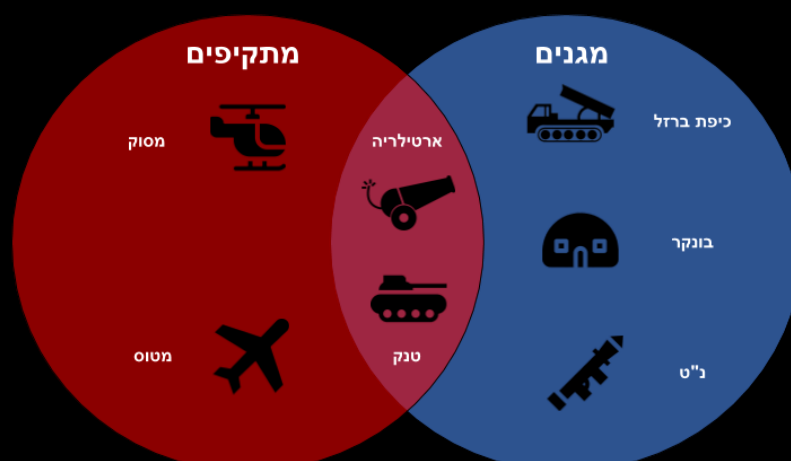 מגנים
מתקיפים
כיפת ברזל
ארטילריה
מסוק
בונקר
נ"ט
טנק
מטוס